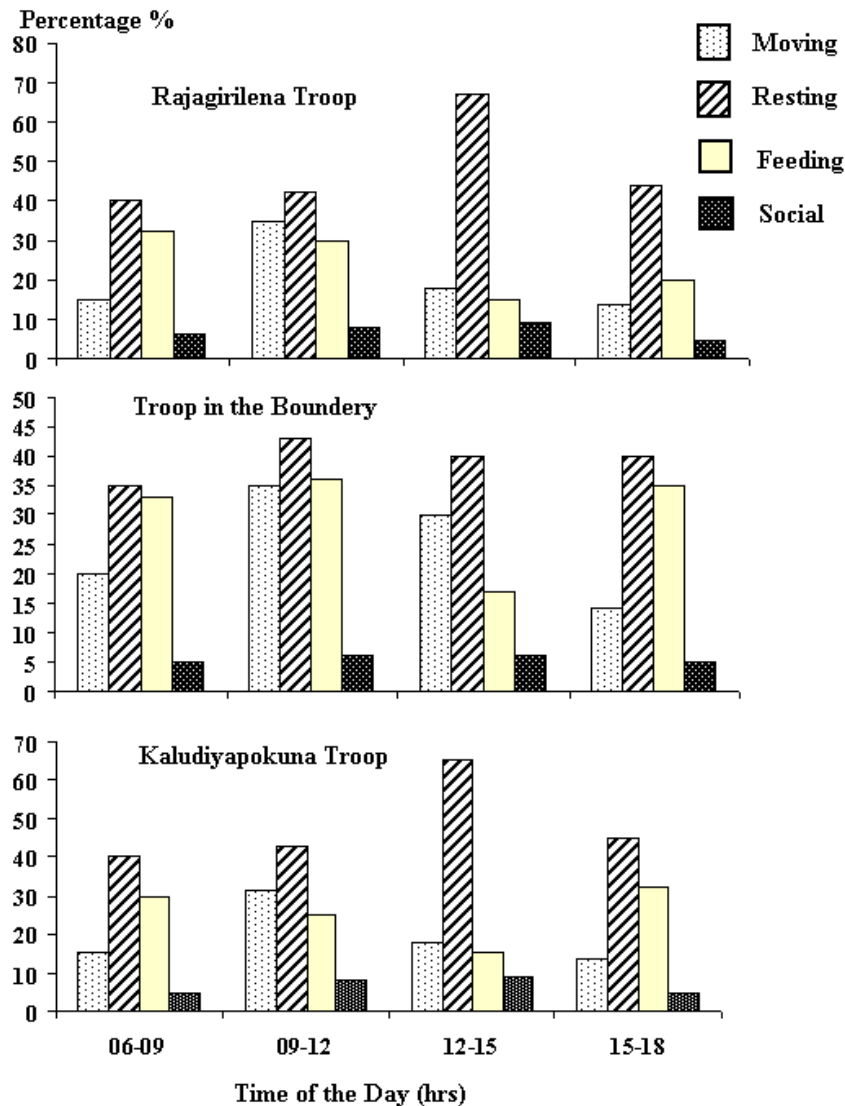 Percentage %
80
70
60
50
40
30
20
10
0
Rajagirilena Troop
Moving
Resting
Feeding
Social
50
45
40
35
30
25
20
15
10
5
0
Troop in the Boundery
70
60
50
40
30
20
10
0
Kaludiyapokuna Troop
06-09 09-12 12-15 15-18
Time of the Day (hrs)